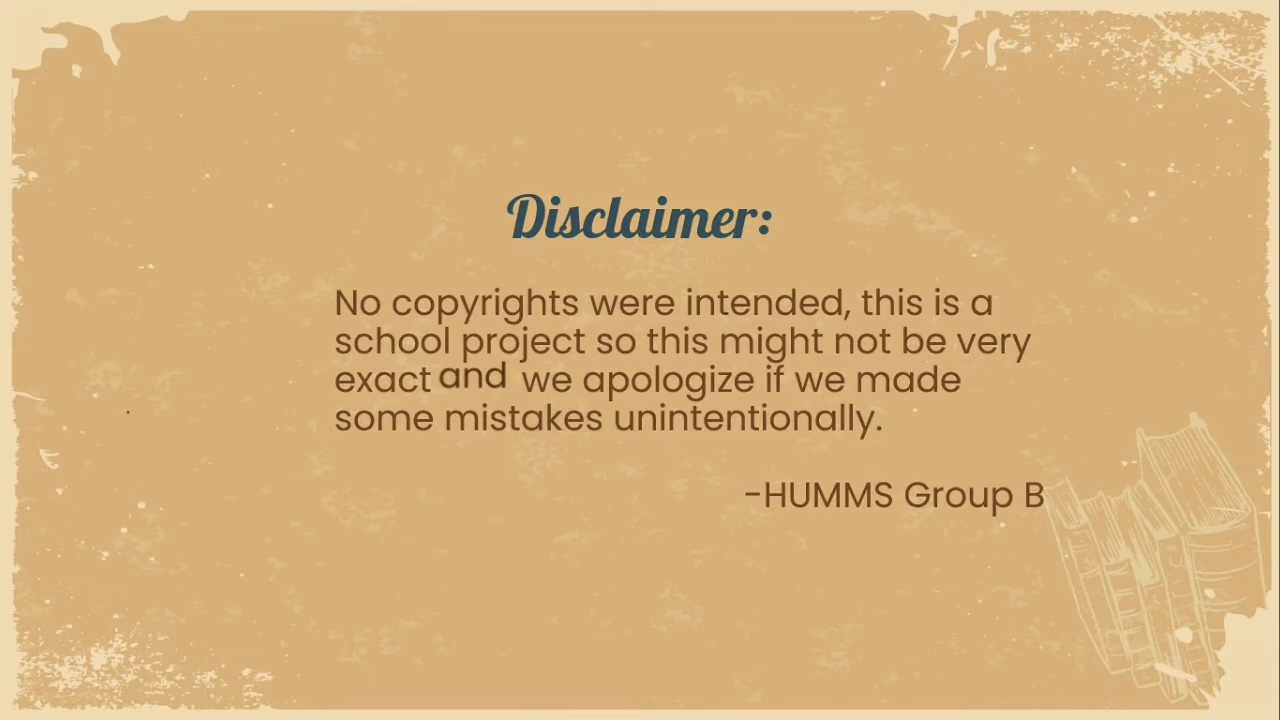 Disclaimer:
No copyrights were intended, this is a
school project so this might not be very
exact and we apologize if we made
some mistakes unintentionally.
-HUMMS Group B